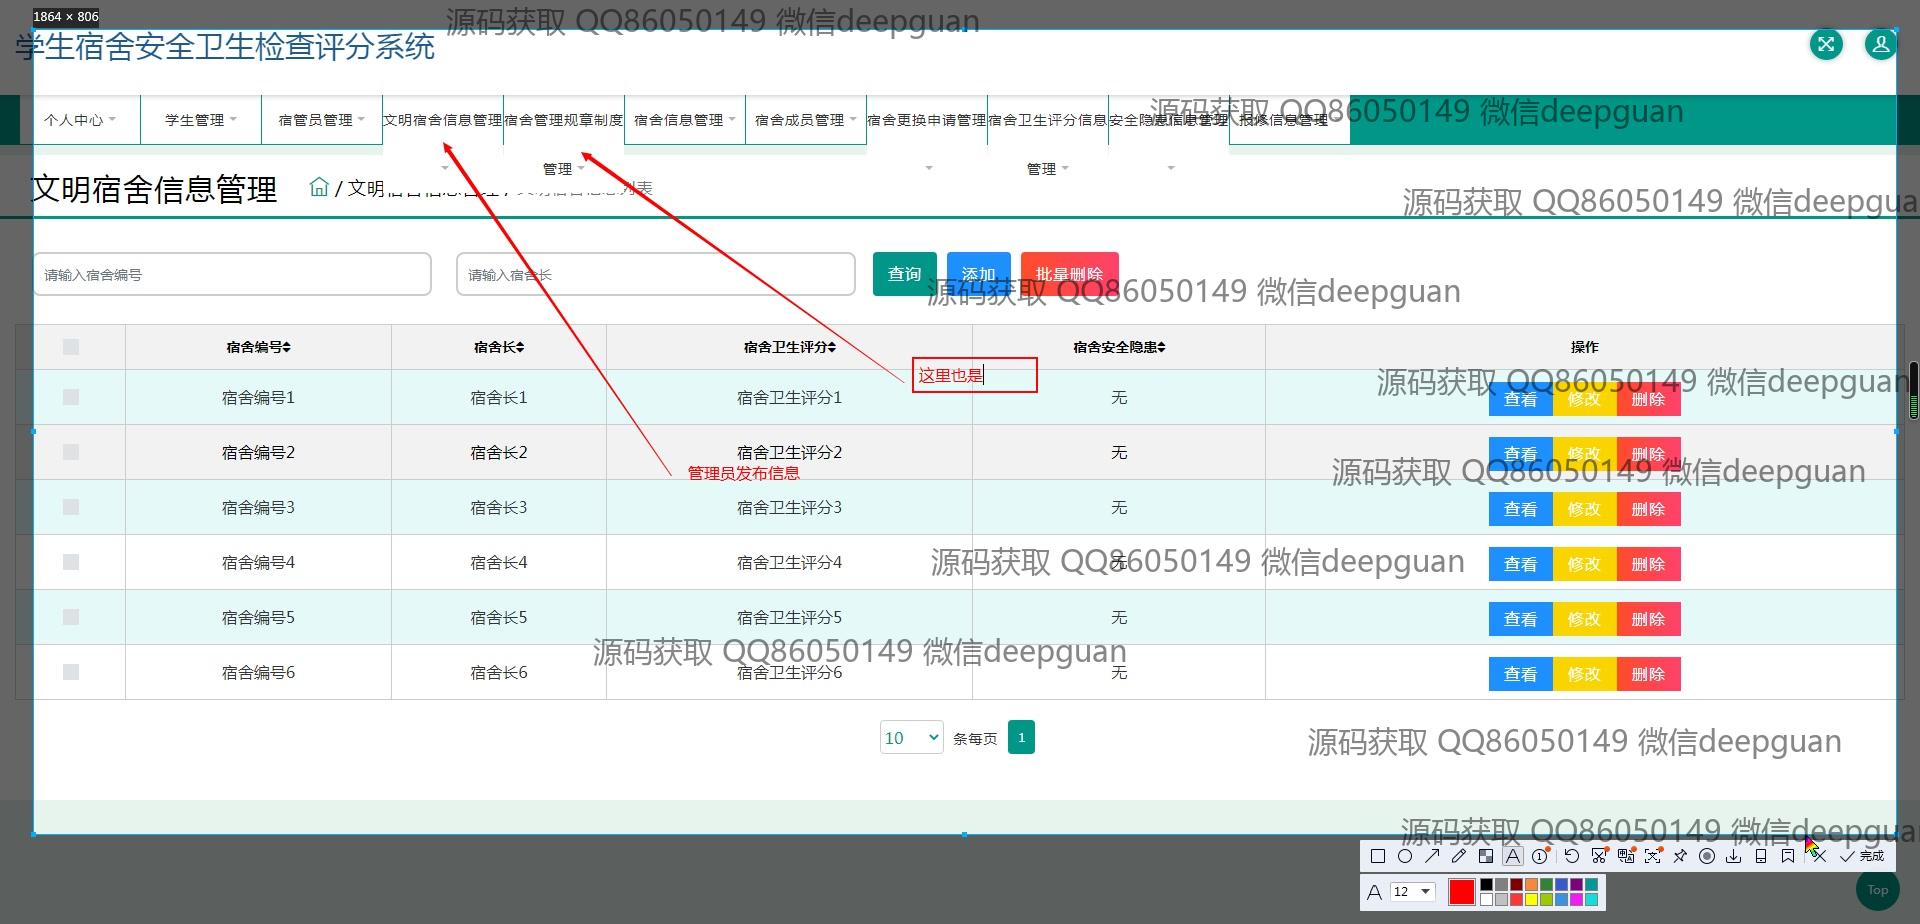 1864 × 806
源码获取 QQ86050149 微信deepguan
学生宿舍安全卫生检查评分系统
个人中心
学生管理
宿管员管理
文明宿舍信息管理
宿舍管理规章制度
管理
宿舍信息管理
宿舍成员管理
宿舍更换申请管理
宿舍卫生评分信息
管理
安全隐患信息管理
报修信息管理
源码获取 QQ86050149 微信deepguan
文明宿舍信息管理
/ 文明宿舍信息管理 / 文明宿舍信息列表
源码获取 QQ86050149 微信deepgua
请输入宿舍编号
请输入宿舍长
查询
添加
批量删除
源码获取 QQ86050149 微信deepguan
宿舍编号 宿舍长 宿舍卫生评分 宿舍安全隐患 操作
这里也是
源码获取 QQ86050149 微信deepguan
宿舍编号1 宿舍长1 宿舍卫生评分1 无 查看 修改 删除
宿舍编号2 宿舍长2 宿舍卫生评分2 无 查看 修改 删除
管理员发布信息
源码获取 QQ86050149 微信deepguan
宿舍编号3 宿舍长3 宿舍卫生评分3 无 查看 修改 删除
宿舍编号4 宿舍长4 宿舍卫生评分4 无 查看 修改 删除
源码获取 QQ86050149 微信deepguan
宿舍编号5 宿舍长5 宿舍卫生评分5 无 查看 修改 删除
源码获取 QQ86050149 微信deepguan
宿舍编号6 宿舍长6 宿舍卫生评分6 无 查看 修改 删除
10 条每页 1
源码获取 QQ86050149 微信deepguan
源码获取 QQ86050149 微信deepgua
完成
A 12
Top